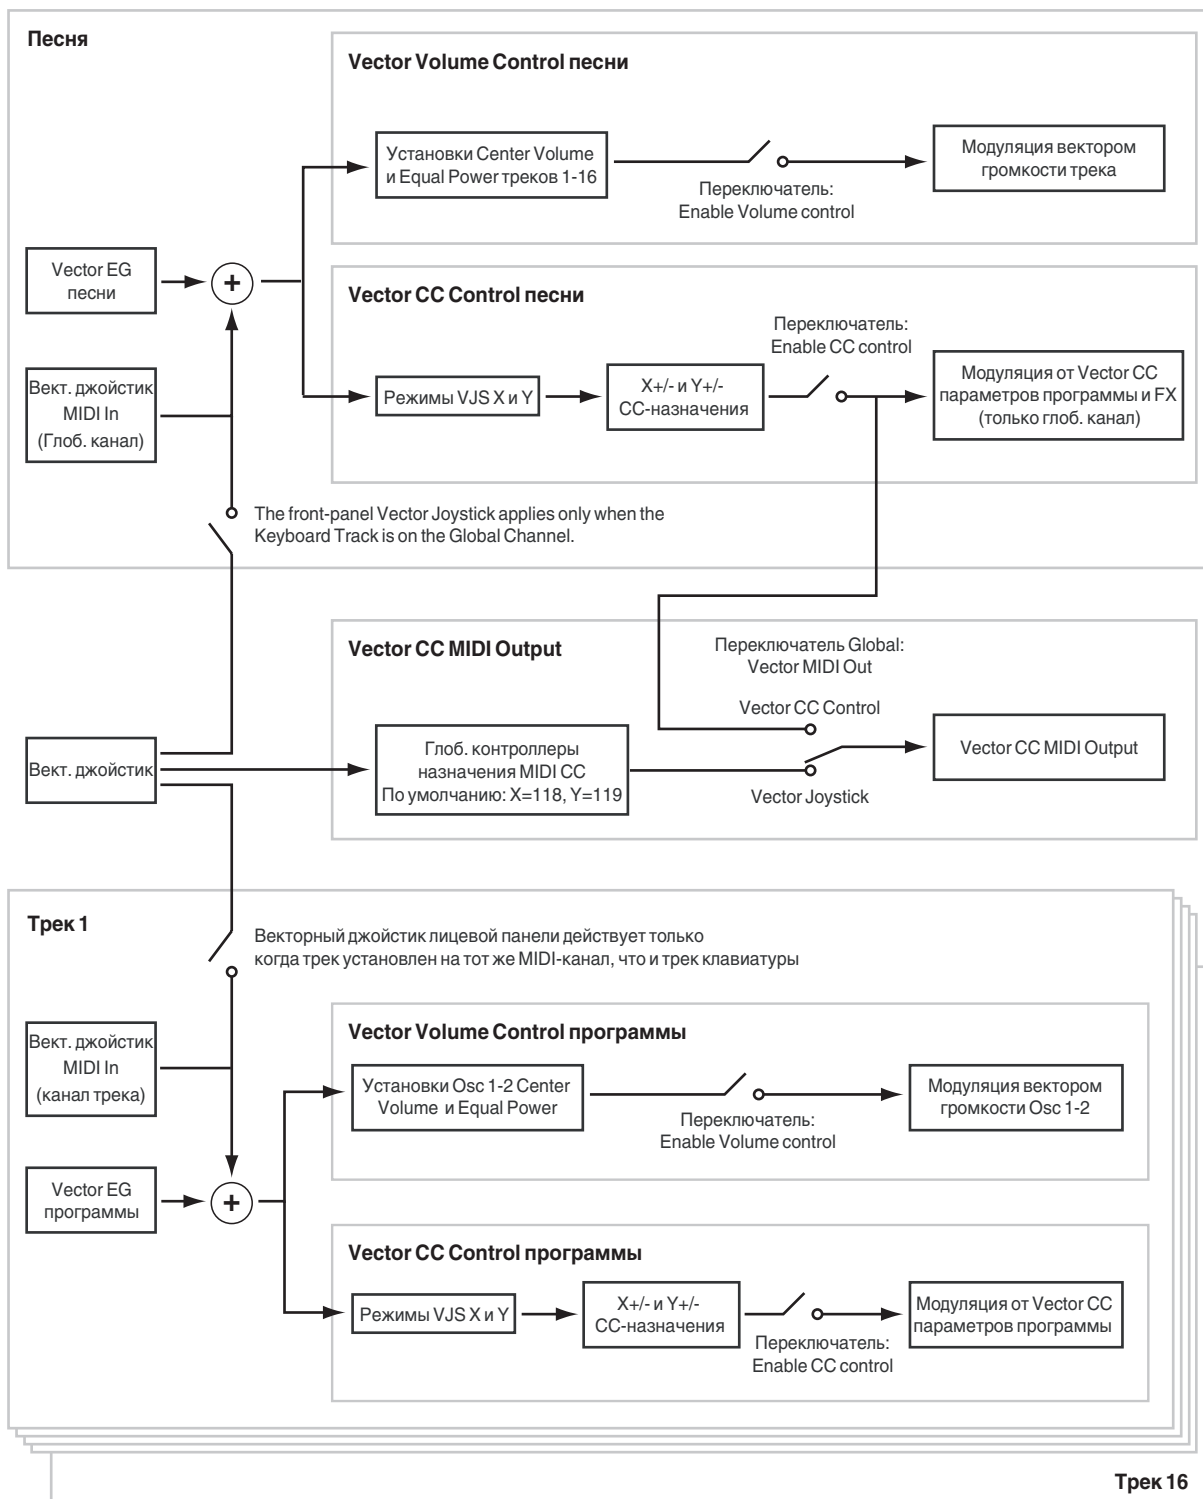 Песня
Vector Volume Control песни
Установки Center Volume
и Equal Power треков 1-16
Переключатель:
Enable Volume control
Модуляция вектором
громкости трека
Vector EG
песни
+
Vector CC Control песни
Переключатель:
Enable CC control
Вект. джойстик
MIDI In
(Глоб. канал)
Режимы VJS X и Y
X+/- и Y+/-
CC-назначения
Модуляция от Vector CC
параметров программы и FX
(только глоб. канал)
The front-panel Vector Joystick applies only when the
Keyboard Track is on the Global Channel.
Vector CC MIDI Output
Переключатель Global:
Vector MIDI Out
Vector CC Control
Вект. джойстик
Глоб. контроллеры
назначения MIDI CC
По умолчанию: X=118, Y=119
Vector Joystick
Vector CC MIDI Output
Трек 1
Векторный джойстик лицевой панели действует только
когда трек установлен на тот же MIDI-канал, что и трек клавиатуры
Вект. джойстик
MIDI In
(канал трека)
Vector Volume Control программы
Установки Osc 1-2 Center
Volume и Equal Power
Переключатель:
Enable Volume control
Модуляция вектором
громкости Osc 1-2
Vector EG
программы
+
Vector CC Control программы
Режимы VJS X и Y
X+/- и Y+/-
CC-назначения
Переключатель:
Enable CC control
Модуляция от Vector CC
параметров программы
Трек 16